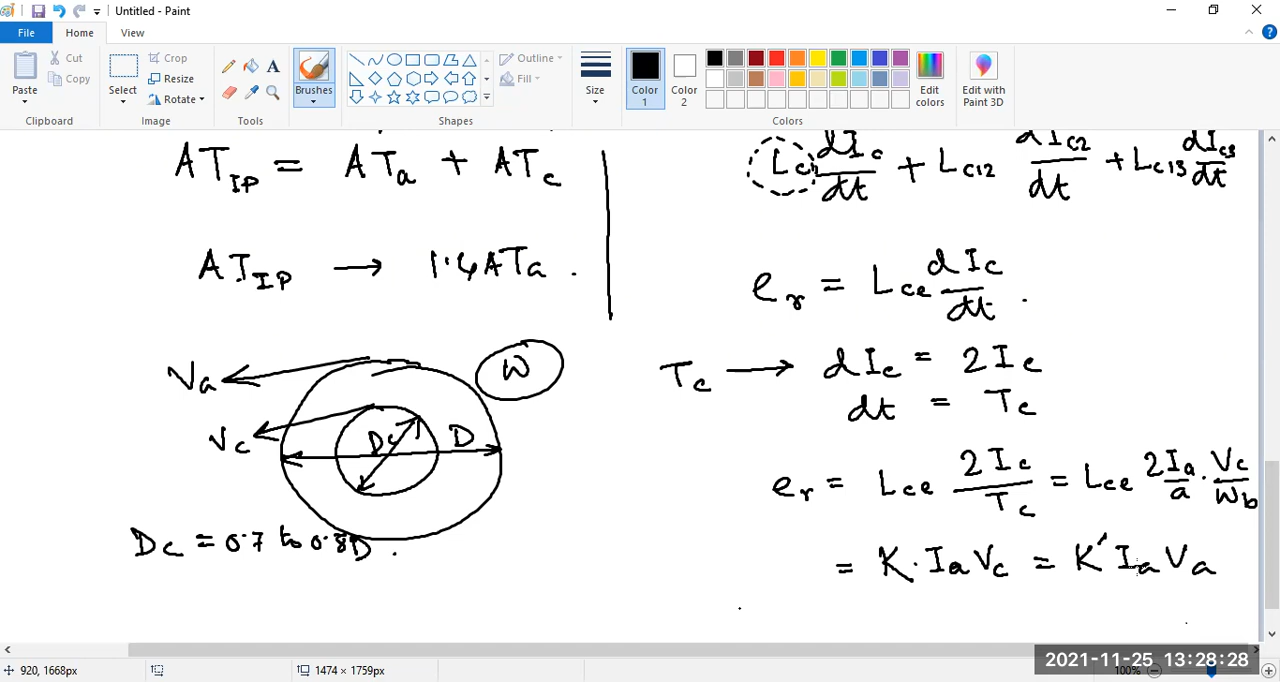 Untitled - Paint
File Home View
Paste Cut Copy
Clipboard
Select Crop Resize Rotate
Image
Tools
Brushes
Shapes
Outline
Fill
Size
Color 1
Color 2
Edit colors
Colors
Edit with Paint 3D
AT_IP = AT_a + AT_c
AT_IP → 1.4AT_a .
V_a
W
V_c
D_c D
D_c = 0.7 to 0.8D .
L_c dI_c/dt + L_c12 dI_c2/dt + L_c13 dI_c3/dt
e_r = L_ce dI_c/dt .
T_c → dI_c = 2I_c
dt = T_c
e_r = L_ce 2I_c/T_c = L_ce 2I_a/a · V_c/W_b
= K · I_a V_c = K' I_a V_a
920, 1668px
1474 × 1759px
100%
2021-11-25 13:28:28